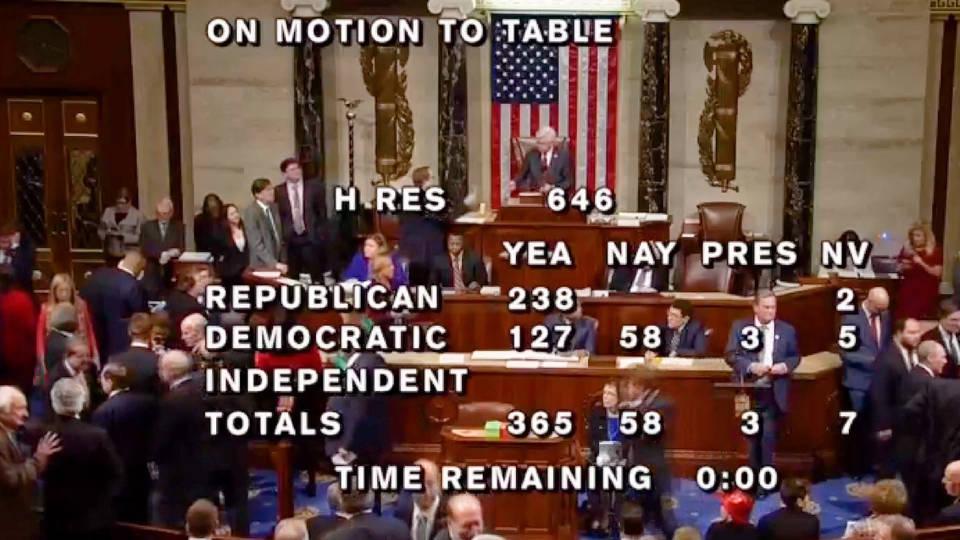 ON MOTION TO TABLE
H RES 646
YEA NAY PRES NV
REPUBLICAN 238 2
DEMOCRATIC 127 58 3 5
INDEPENDENT
TOTALS 365 58 3 7
TIME REMAINING 0:00